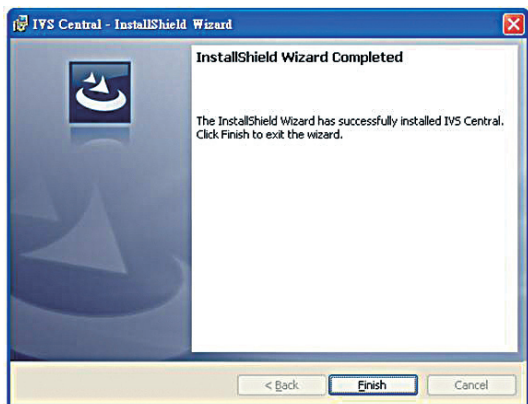 IVS Central - InstallShield Wizard
InstallShield Wizard Completed
The InstallShield Wizard has successfully installed IVS Central.
Click Finish to exit the wizard.
< Back
Finish
Cancel